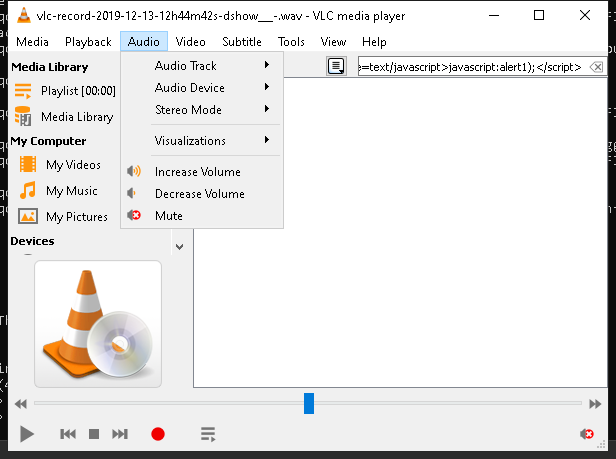 vlc-record-2019-12-13-12h44m42s-dshow___-.wav - VLC media player
Media Playback Audio Video Subtitle Tools View Help
Media Library
=text/javascript>javascript:alert1);</script>
Playlist [00:00]
Media Library
My Computer
My Videos
My Music
My Pictures
Devices
Audio Track
Audio Device
Stereo Mode
Visualizations
Increase Volume
Decrease Volume
Mute